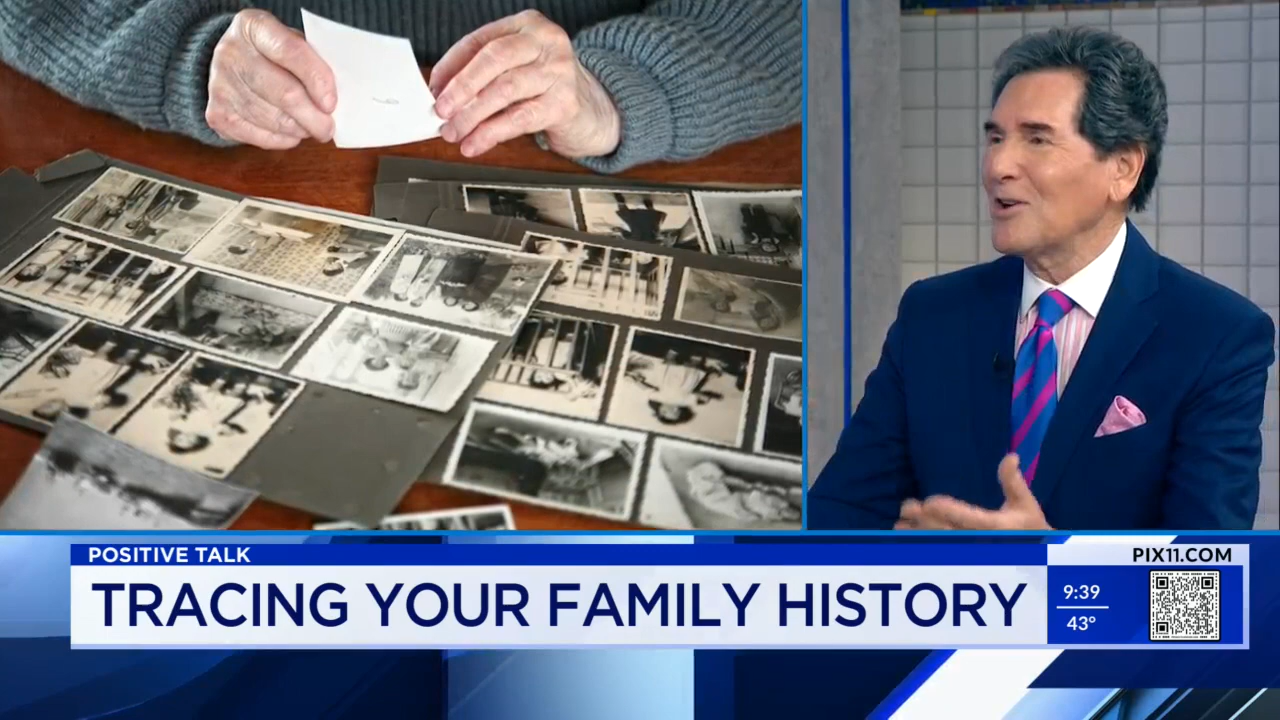 POSITIVE TALK
TRACING YOUR FAMILY HISTORY
PIX11.COM
9:39
43°